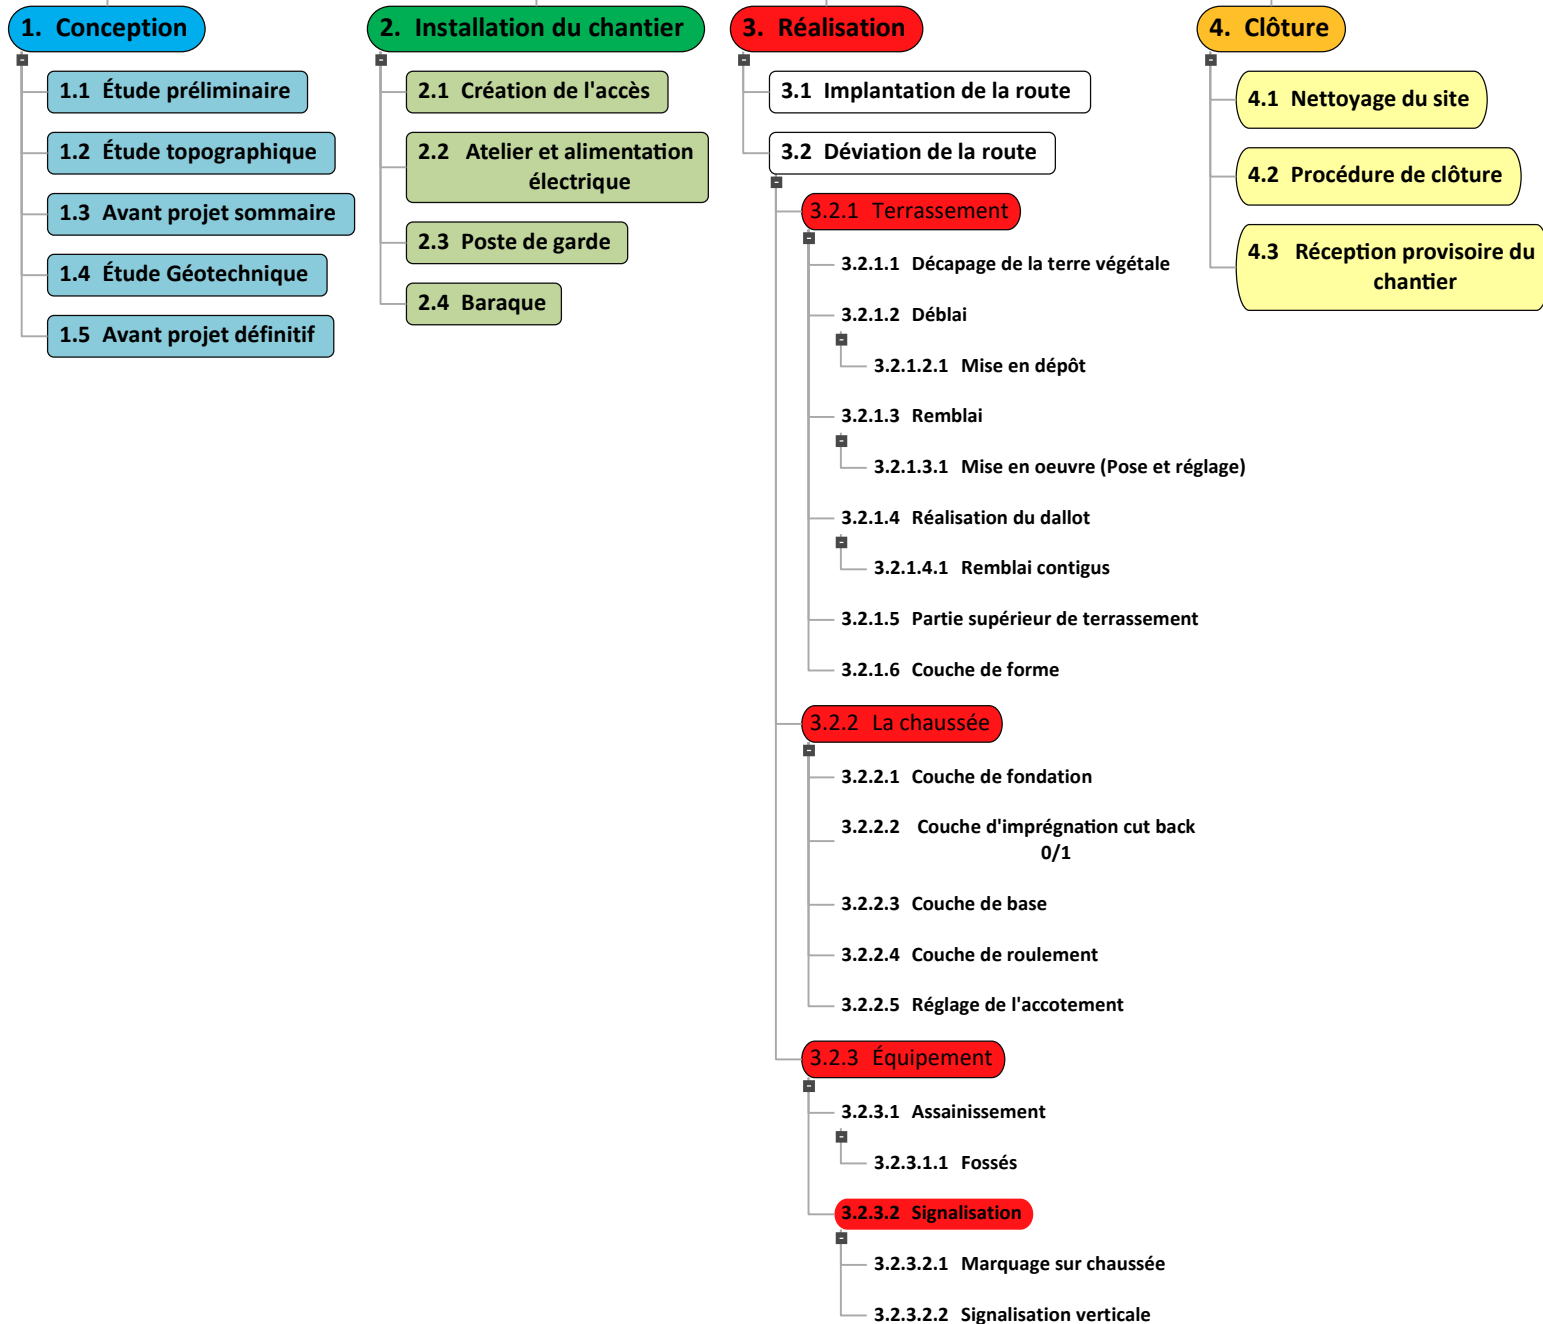 1. Conception
1.1 Étude préliminaire
1.2 Étude topographique
1.3 Avant projet sommaire
1.4 Étude Géotechnique
1.5 Avant projet définitif
2. Installation du chantier
2.1 Création de l'accès
2.2 Atelier et alimentation
électrique
2.3 Poste de garde
2.4 Baraque
3. Réalisation
3.1 Implantation de la route
3.2 Déviation de la route
3.2.1 Terrassement
3.2.1.1 Décapage de la terre végétale
3.2.1.2 Déblai
3.2.1.2.1 Mise en dépôt
3.2.1.3 Remblai
3.2.1.3.1 Mise en oeuvre (Pose et réglage)
3.2.1.4 Réalisation du dallot
3.2.1.4.1 Remblai contigus
3.2.1.5 Partie supérieur de terrassement
3.2.1.6 Couche de forme
3.2.2 La chaussée
3.2.2.1 Couche de fondation
3.2.2.2 Couche d'imprégnation cut back
0/1
3.2.2.3 Couche de base
3.2.2.4 Couche de roulement
3.2.2.5 Réglage de l'accotement
3.2.3 Équipement
3.2.3.1 Assainissement
3.2.3.1.1 Fossés
3.2.3.2 Signalisation
3.2.3.2.1 Marquage sur chaussée
3.2.3.2.2 Signalisation verticale
4. Clôture
4.1 Nettoyage du site
4.2 Procédure de clôture
4.3 Réception provisoire du
chantier